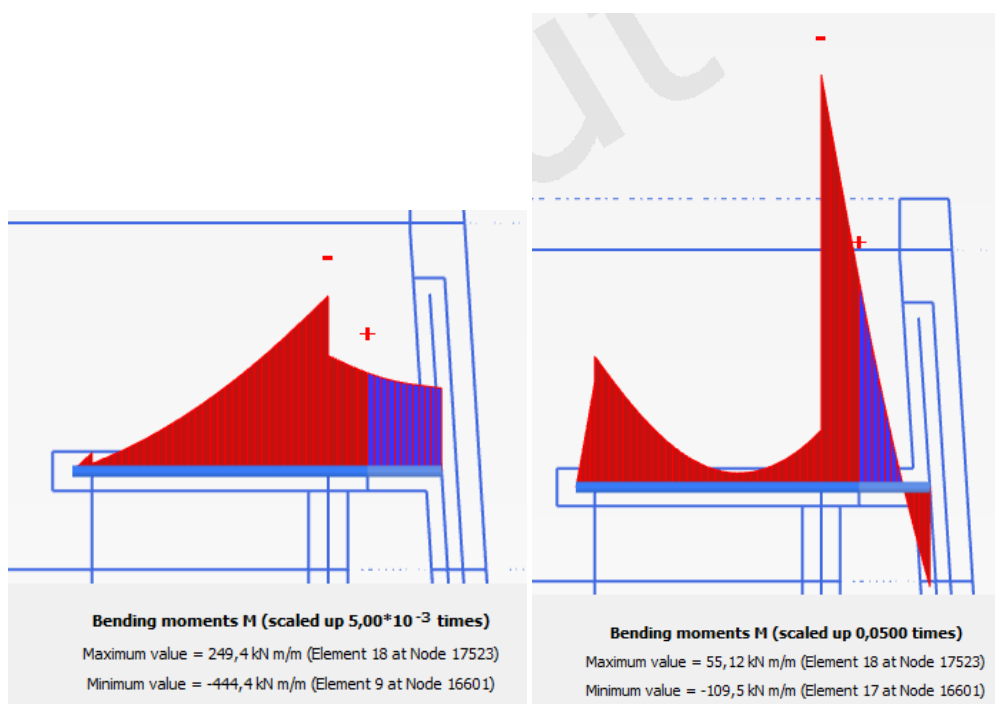 -
+
Bending moments M (scaled up 5,00*10 -3 times)
Maximum value = 249,4 kN m/m (Element 18 at Node 17523)
Minimum value = -444,4 kN m/m (Element 9 at Node 16601)
ut
-
+
Bending moments M (scaled up 0,0500 times)
Maximum value = 55,12 kN m/m (Element 18 at Node 17523)
Minimum value = -109,5 kN m/m (Element 17 at Node 16601)